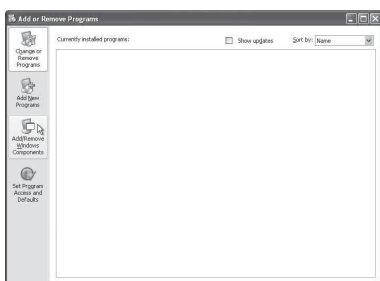 Add or Remove Programs
Change or
Remove
Programs
Currently installed programs:
Show updates
Sort by:
Name
Add New
Programs
Add/Remove
Windows
Components
Set Program
Access and
Defaults